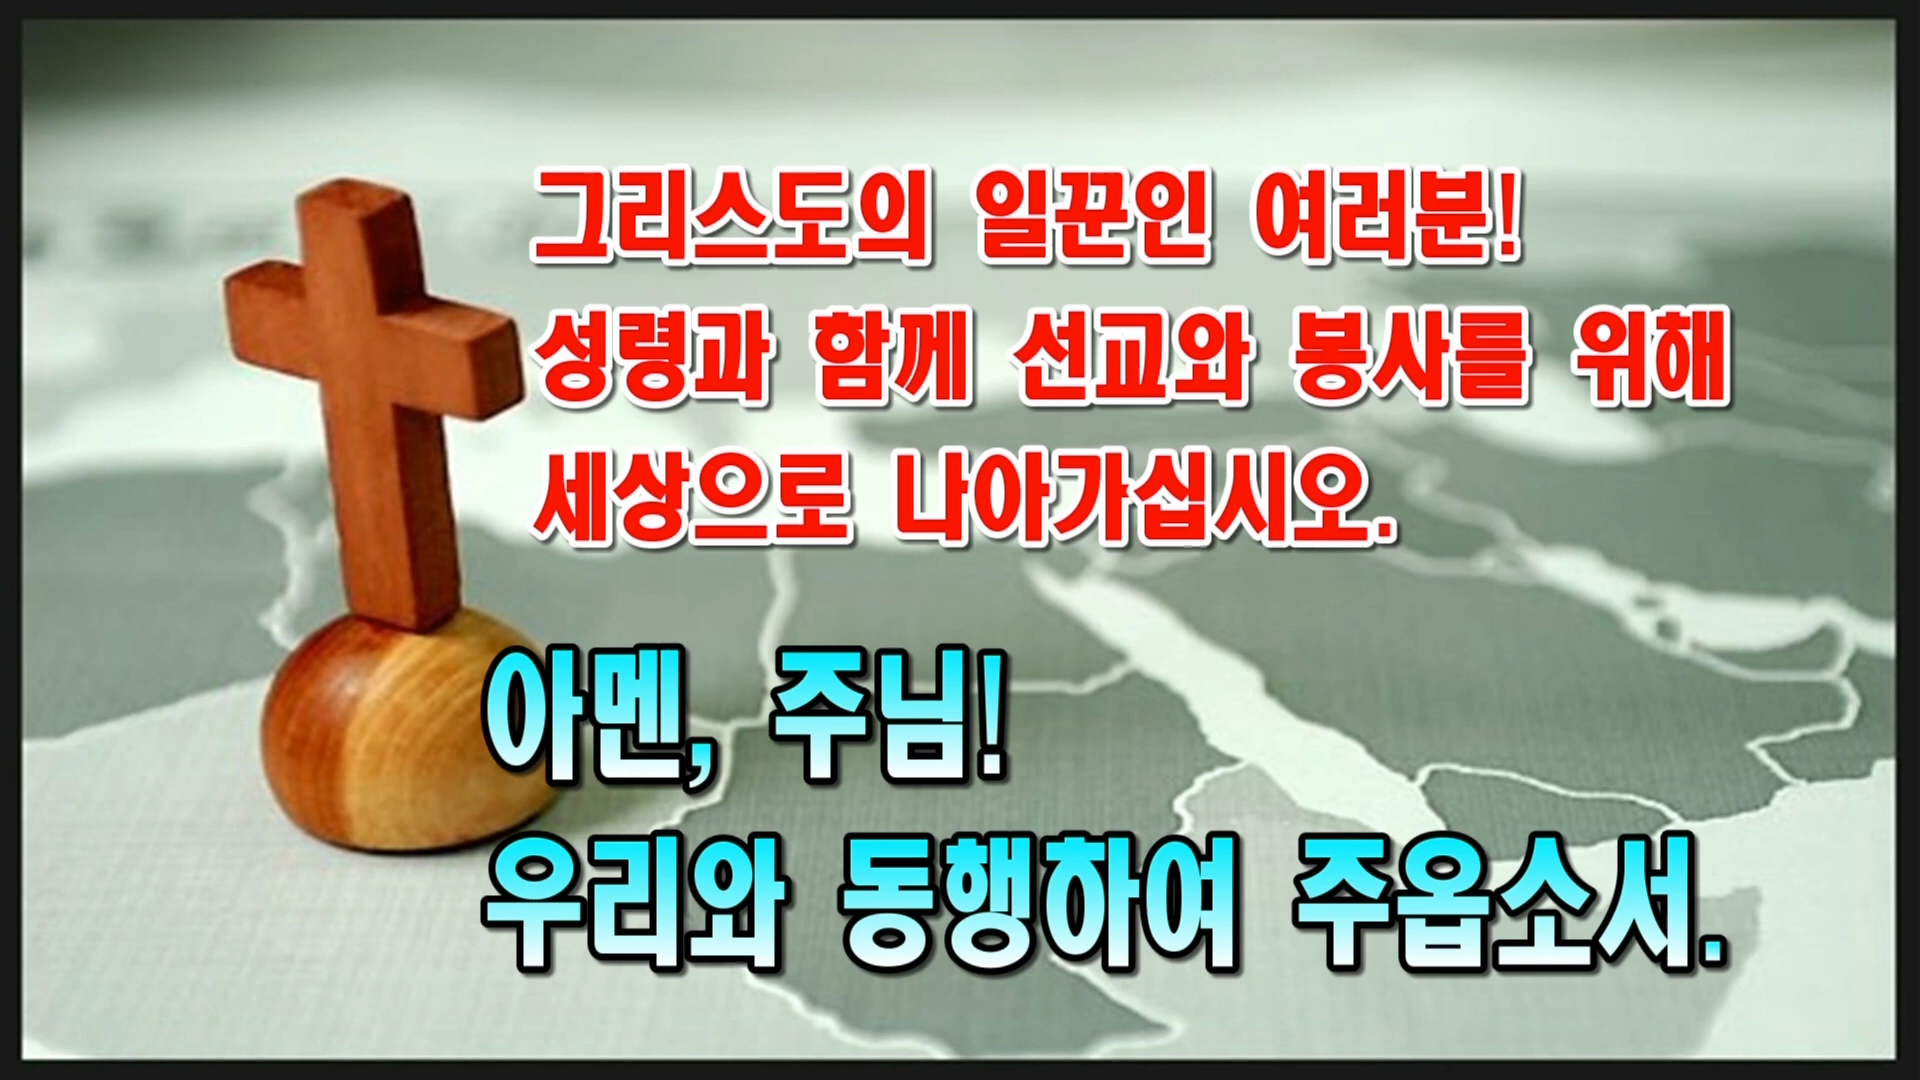 그리스도의 일꾼인 여러분!
성령과 함께 선교와 봉사를 위해
세상으로 나아가십시오.
아멘, 주님!
우리와 동행하여 주옵소서.